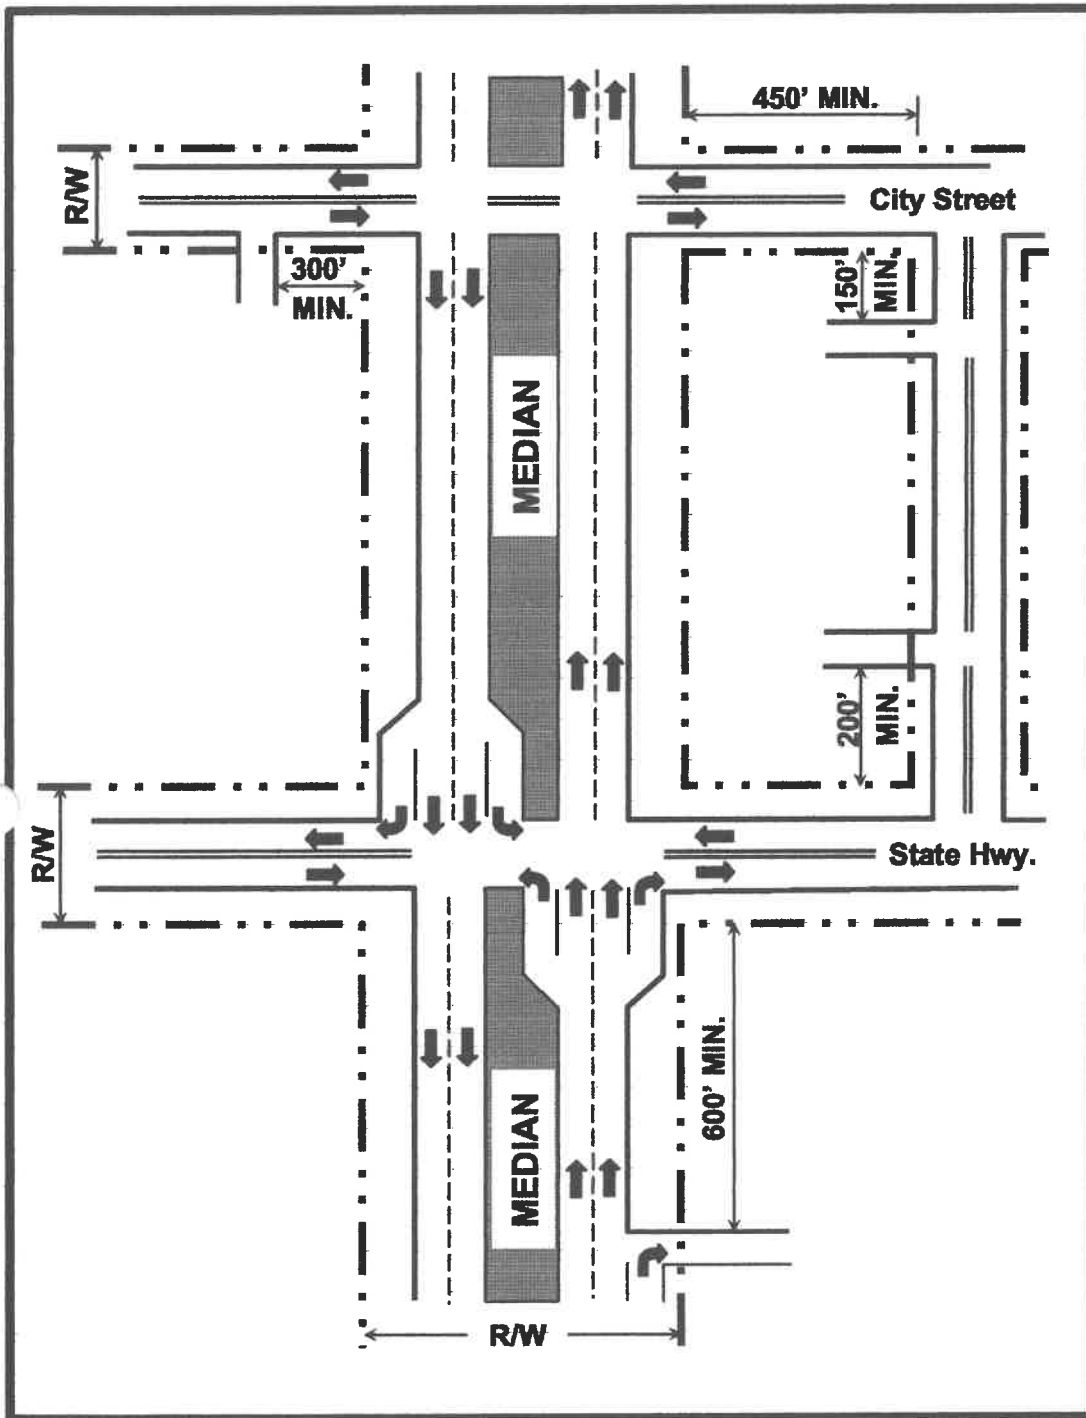 450' MIN.
R/W
City Street
300'
MIN.
150'
MIN.
MEDIAN
200'
MIN.
R/W
State Hwy.
600' MIN.
MEDIAN
R/W